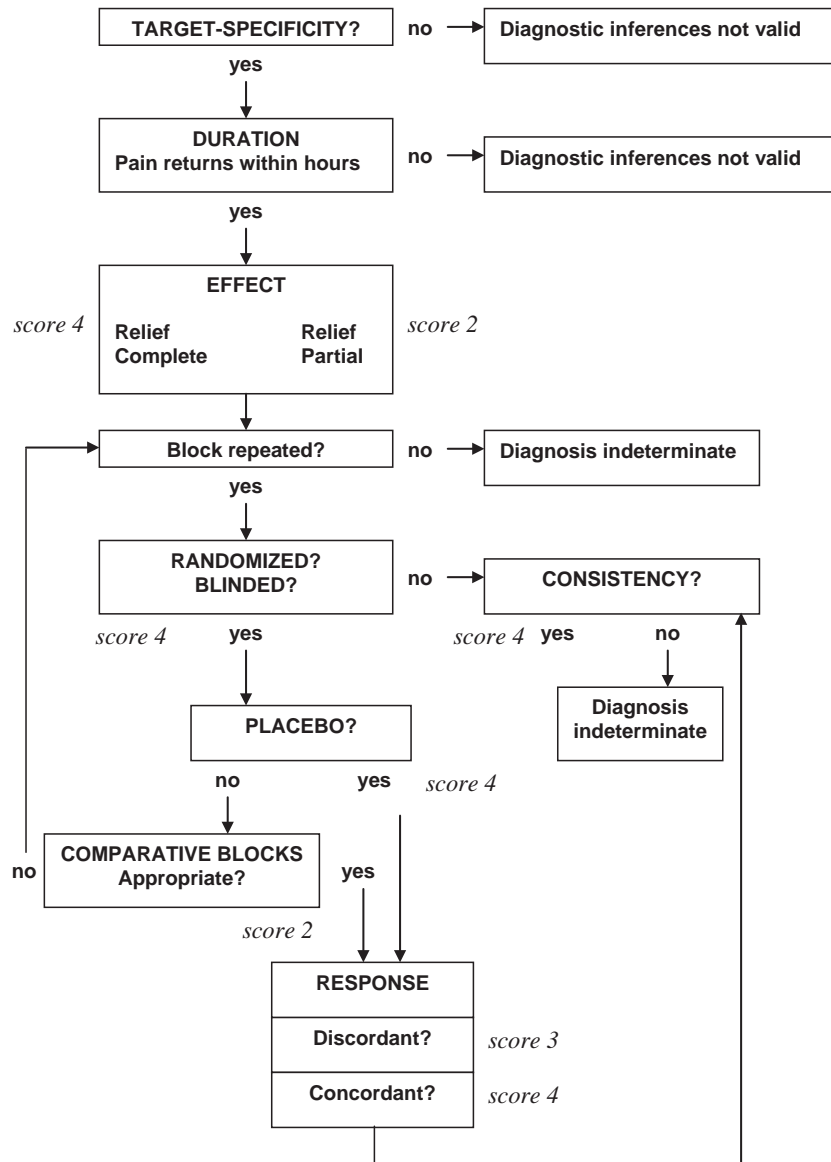 TARGET-SPECIFICITY?
no
Diagnostic inferences not valid
yes
DURATION
Pain returns within hours
no
Diagnostic inferences not valid
yes
EFFECT
score 4
Relief
Complete
Relief
Partial
score 2
Block repeated?
no
Diagnosis indeterminate
yes
RANDOMIZED?
BLINDED?
no
CONSISTENCY?
score 4
yes
score 4
yes
no
Diagnosis
indeterminate
PLACEBO?
no
yes
score 4
no
COMPARATIVE BLOCKS
Appropriate?
yes
score 2
RESPONSE
Discordant?
score 3
Concordant?
score 4